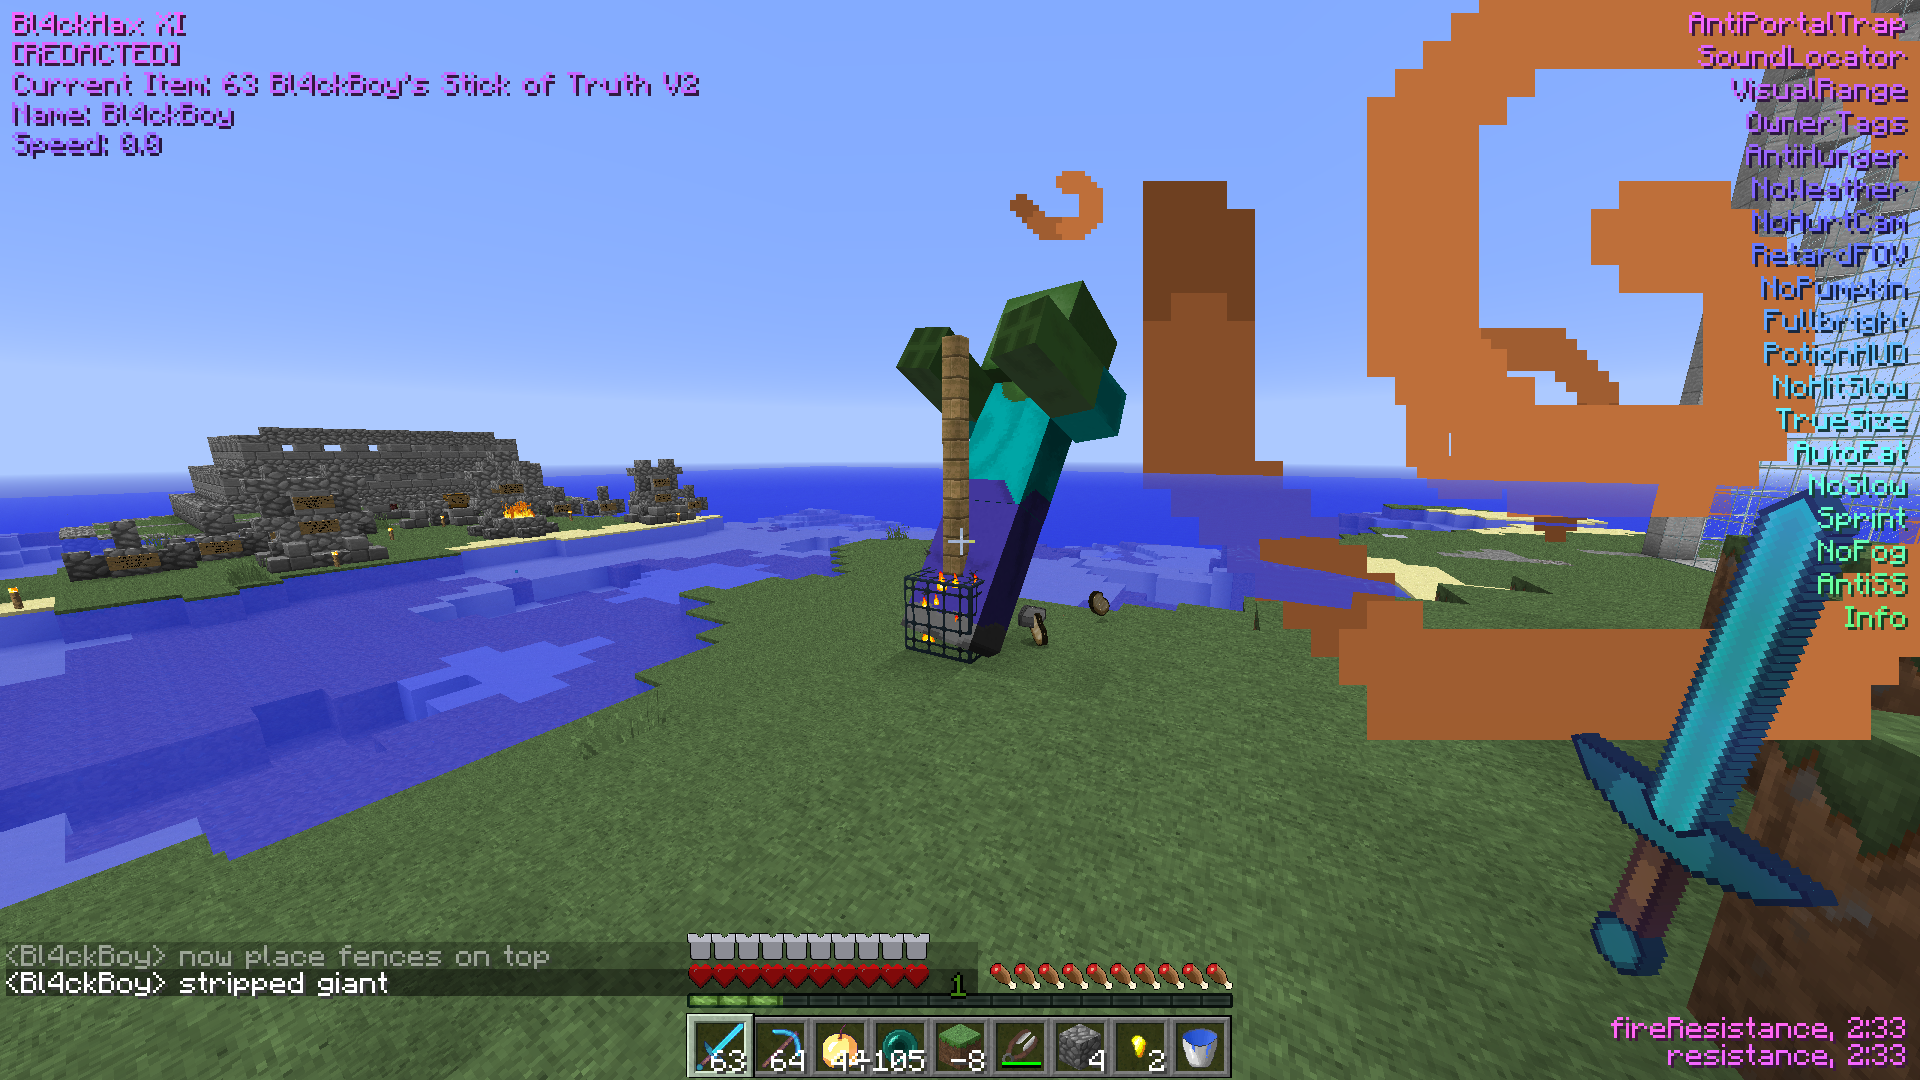 Bl4ckHax XI
[REDACTED]
Current Item: 63 Bl4ckBoy's Stick of Truth V2
Name: Bl4ckBoy
Speed: 0.0
AntiPortalTrap
SoundLocator
VisualRange
OwnerTags
AntiHunger
NoWeather
NoHurtCam
RetardFOV
NoPumpkin
Fullbright
PotionHUD
NoHitSlow
TrueSize
AutoEat
NoSlow
Sprint
NoFog
AntiSS
Info
<Bl4ckBoy> now place fences on top
<Bl4ckBoy> stripped giant
1
63 64 44 -105 -8 4 2
fireResistance, 2:33
resistance, 2:33